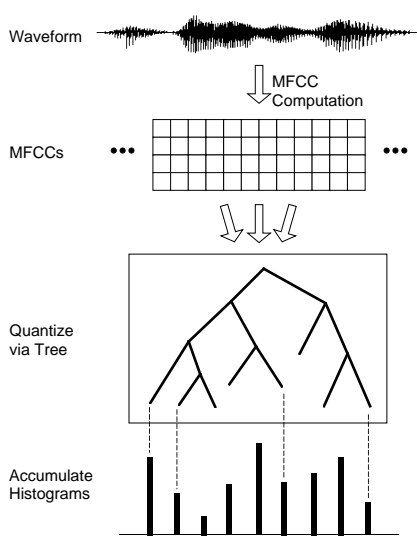 Waveform
MFCC
Computation
MFCCs
Quantize
via Tree
Accumulate
Histograms